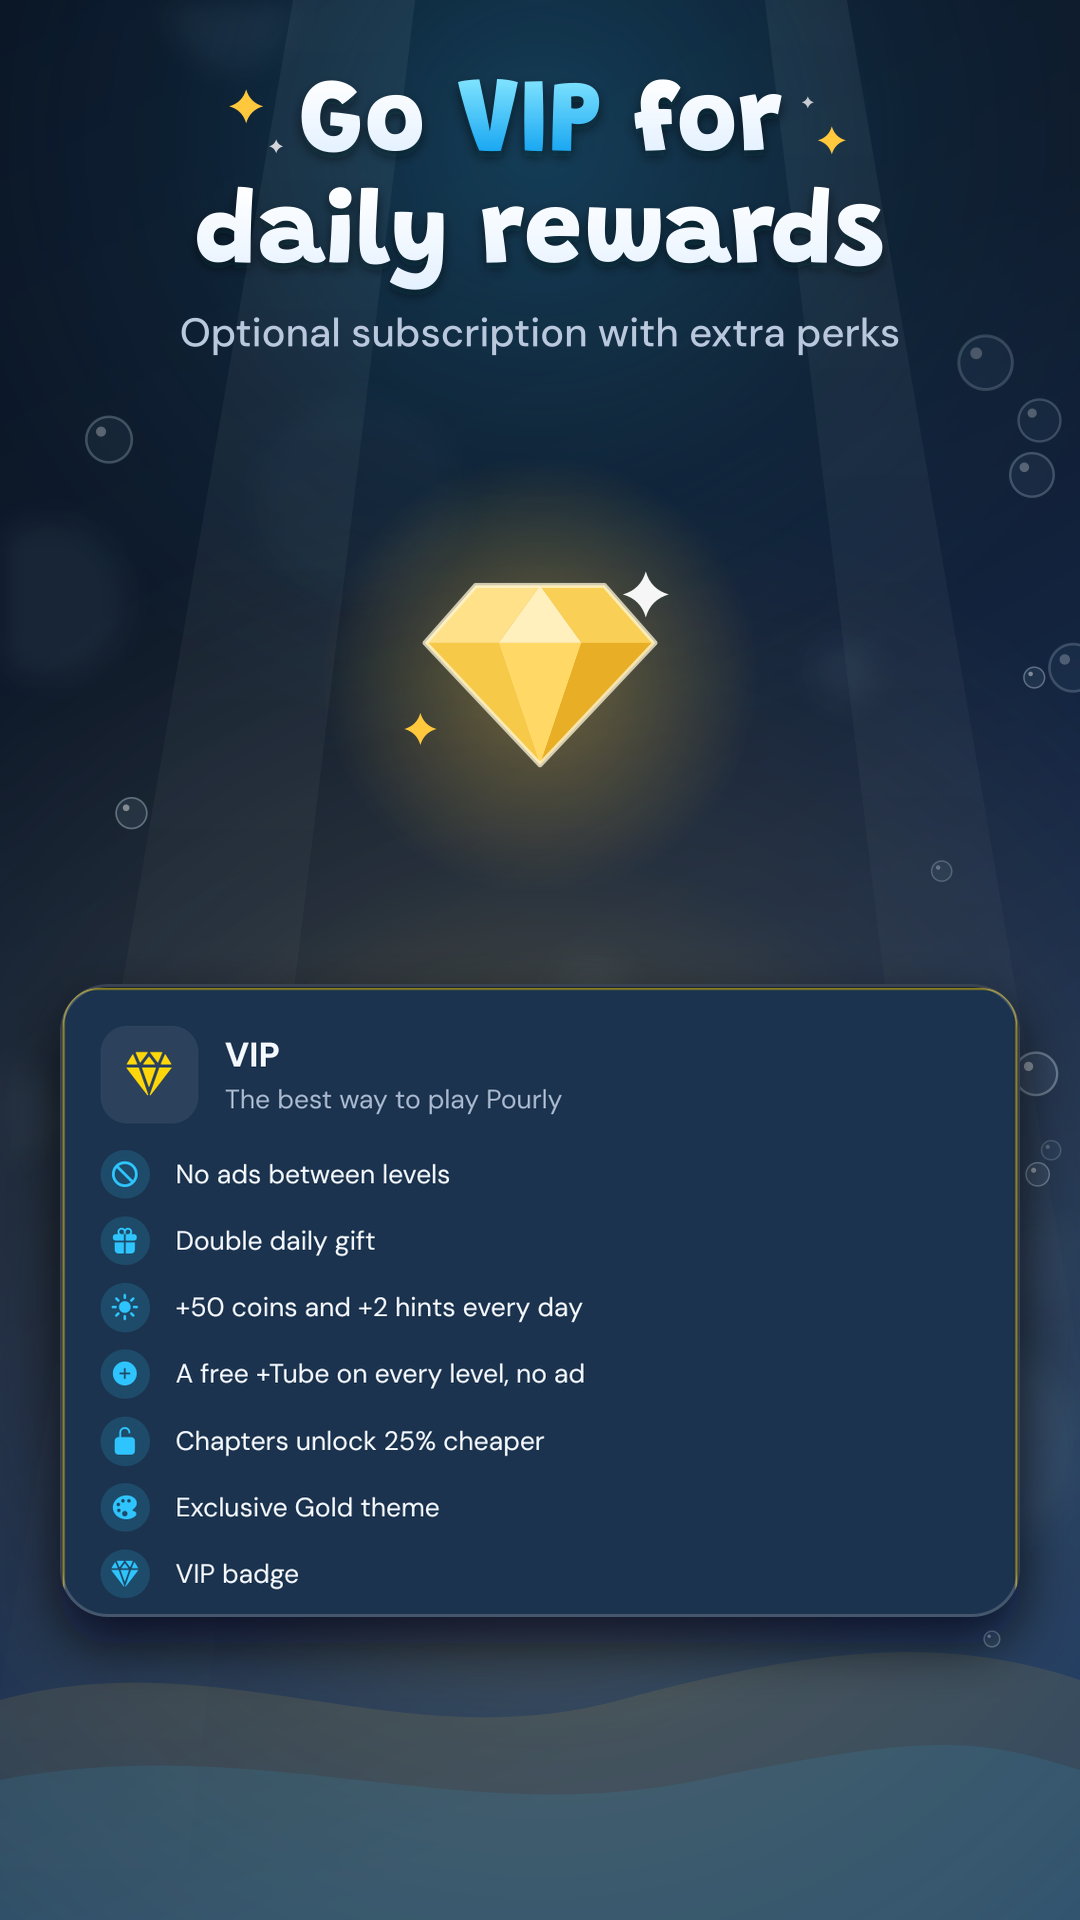 Go VIP for
daily rewards
Optional subscription with extra perks
VIP
The best way to play Pourly
No ads between levels
Double daily gift
+50 coins and +2 hints every day
A free +Tube on every level, no ad
Chapters unlock 25% cheaper
Exclusive Gold theme
VIP badge